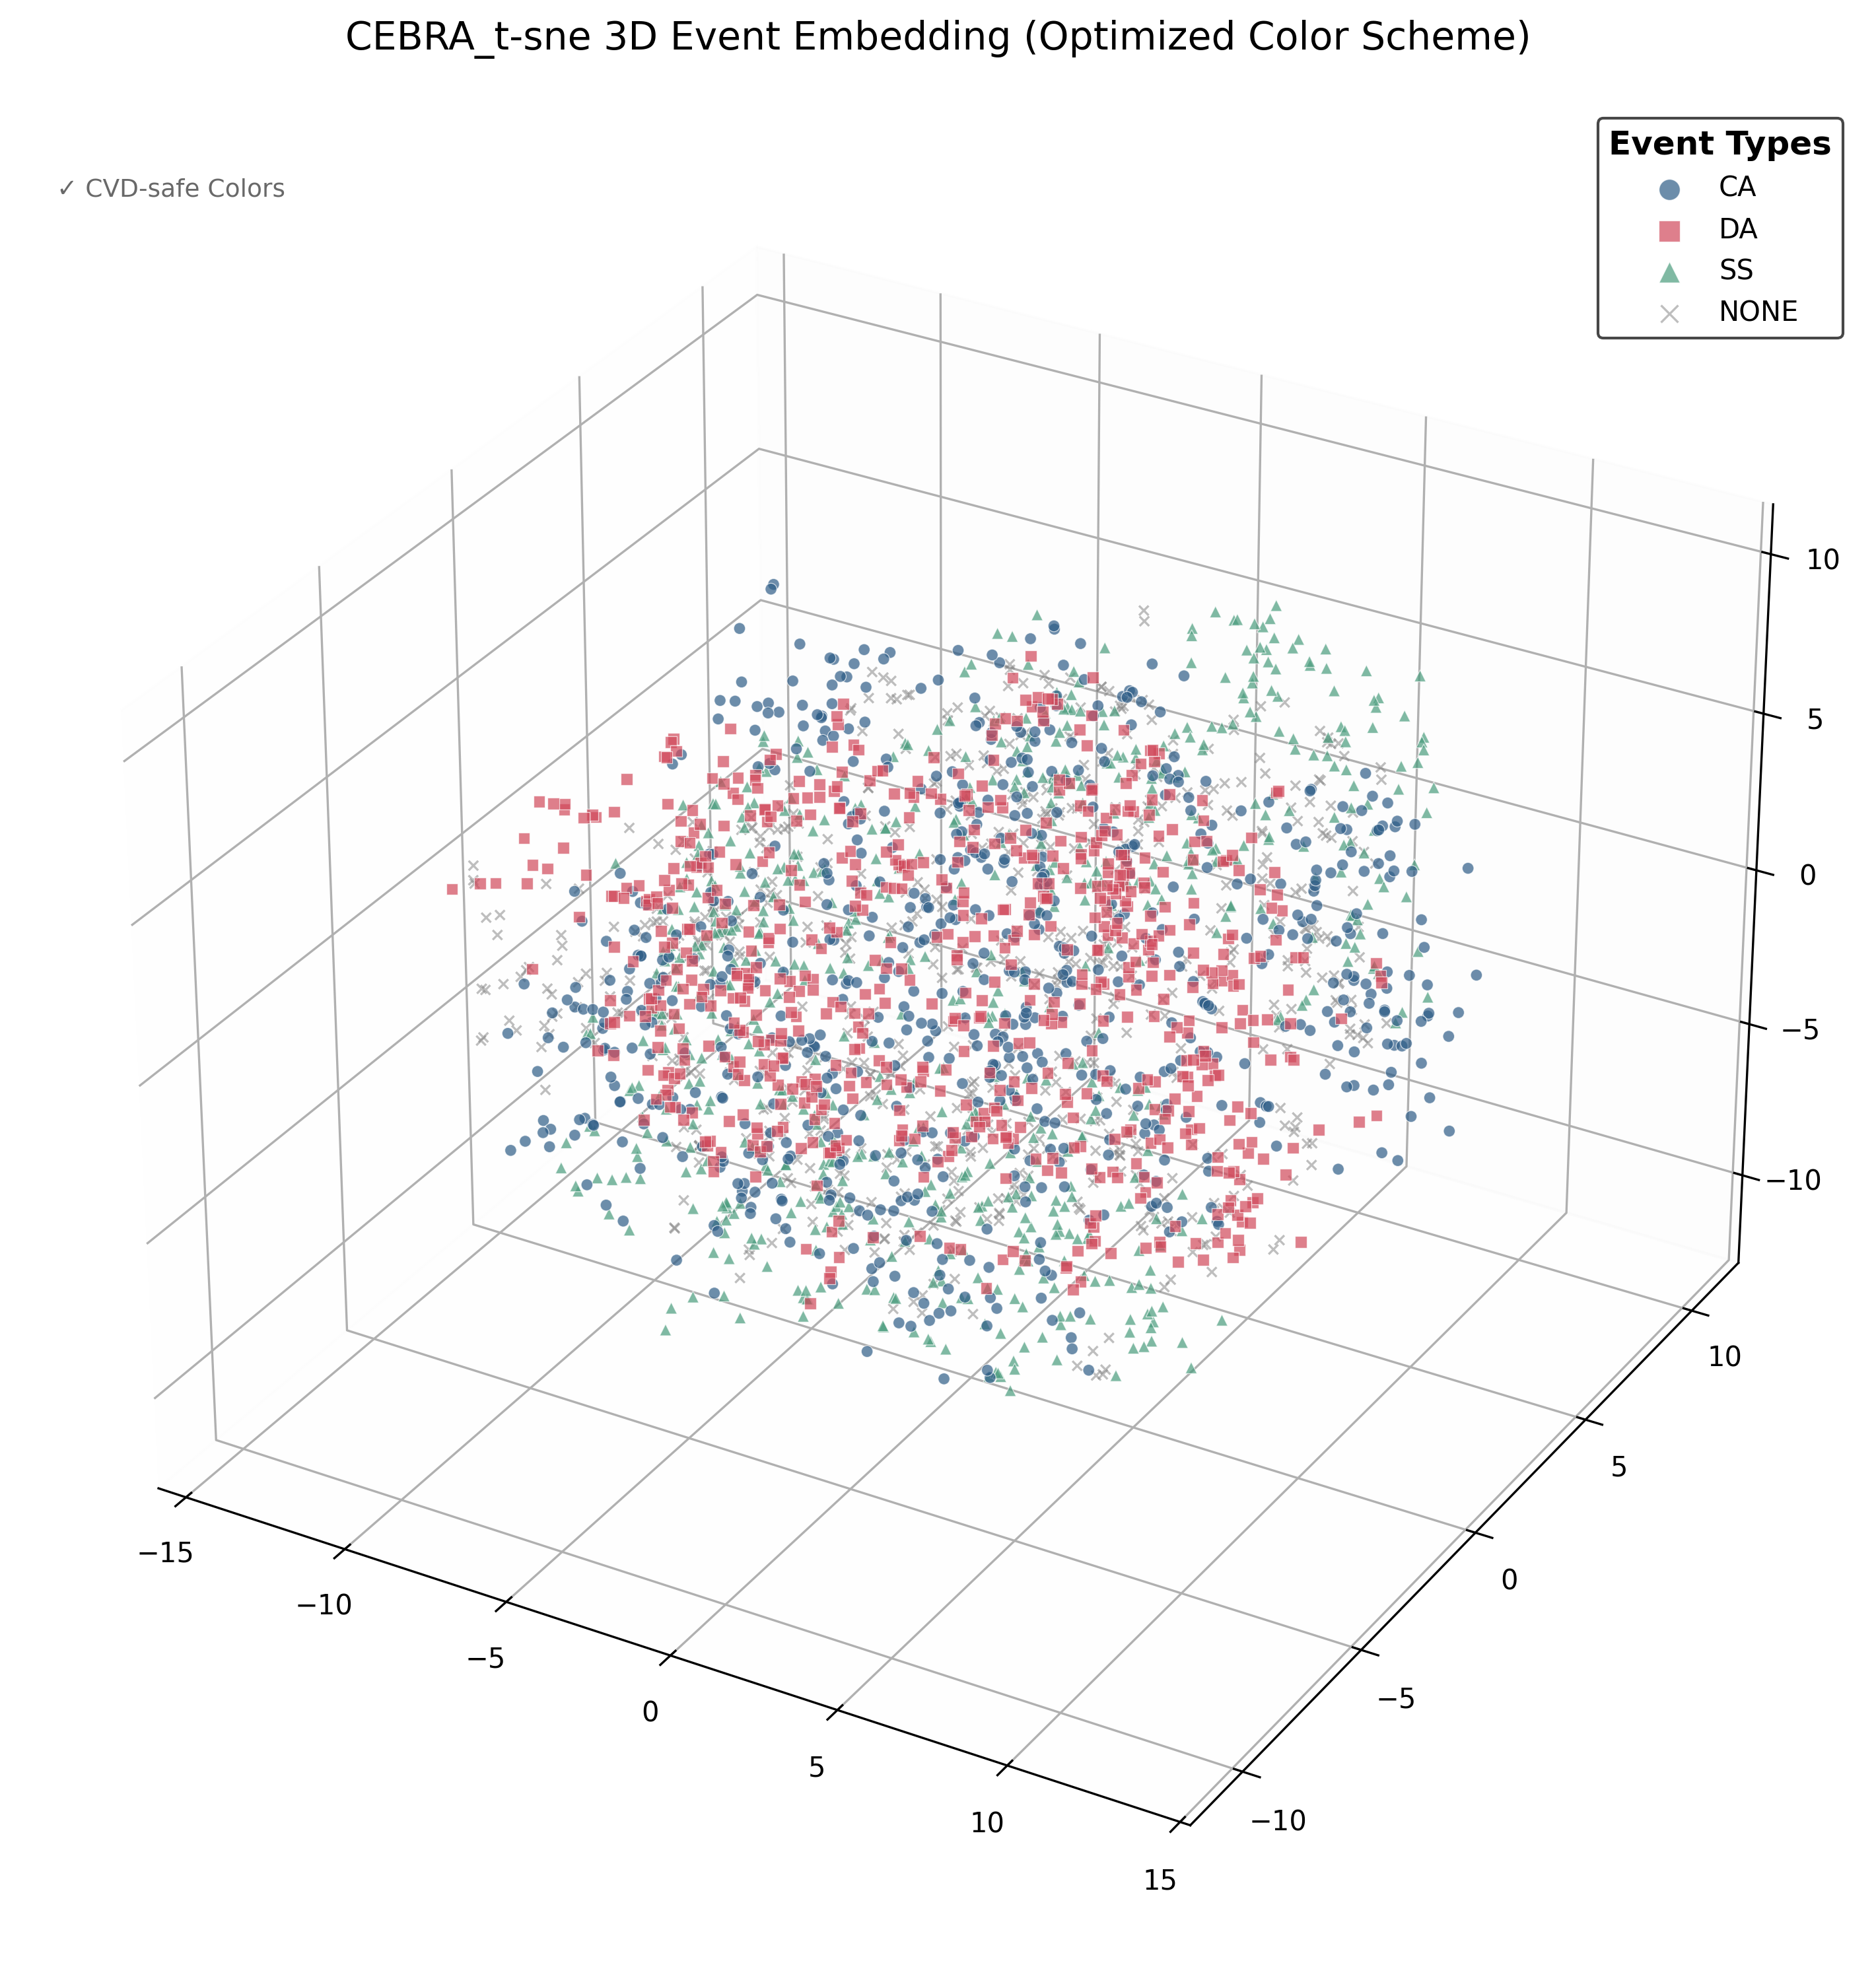 CEBRA_t-sne 3D Event Embedding (Optimized Color Scheme)
✓ CVD-safe Colors
Event Types
CA
DA
SS
NONE
10
5
0
−5
−10
10
5
0
−5
−10
−15
−10
−5
0
5
10
15